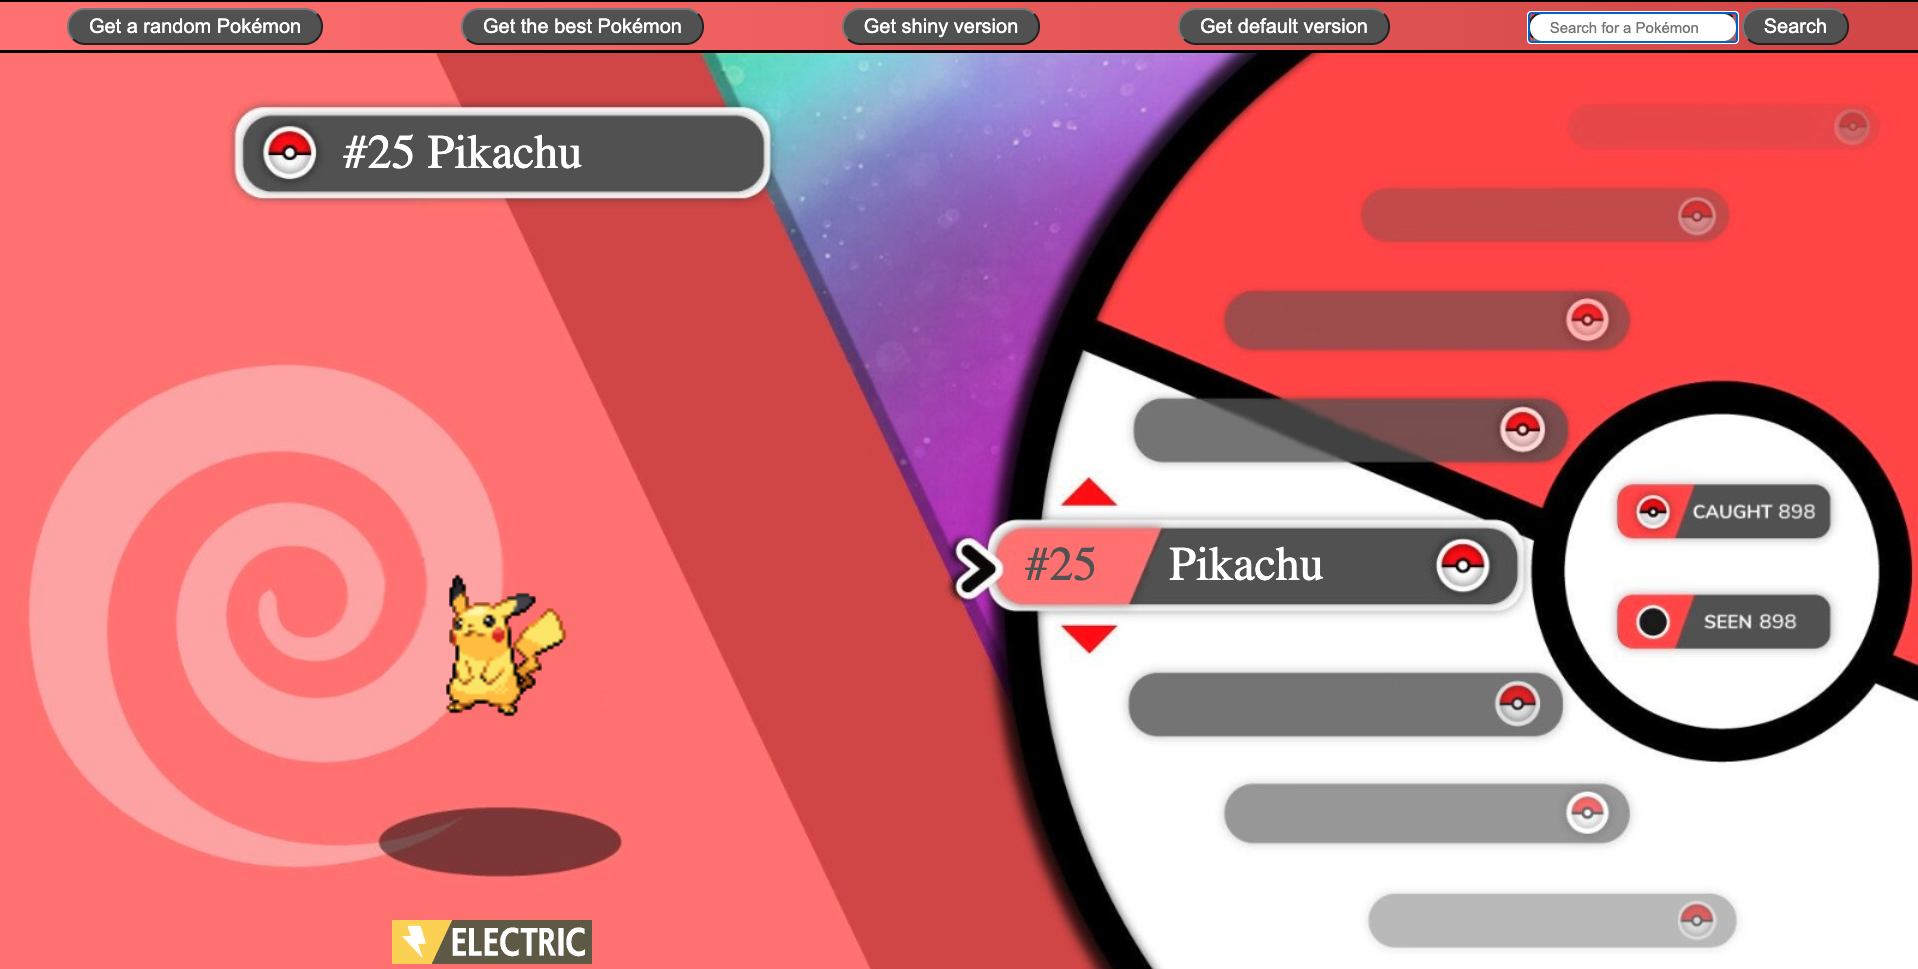 Get a random Pokémon
Get the best Pokémon
Get shiny version
Get default version
Search for a Pokémon
Search
#25 Pikachu
#25 Pikachu
CAUGHT 898
SEEN 898
ELECTRIC